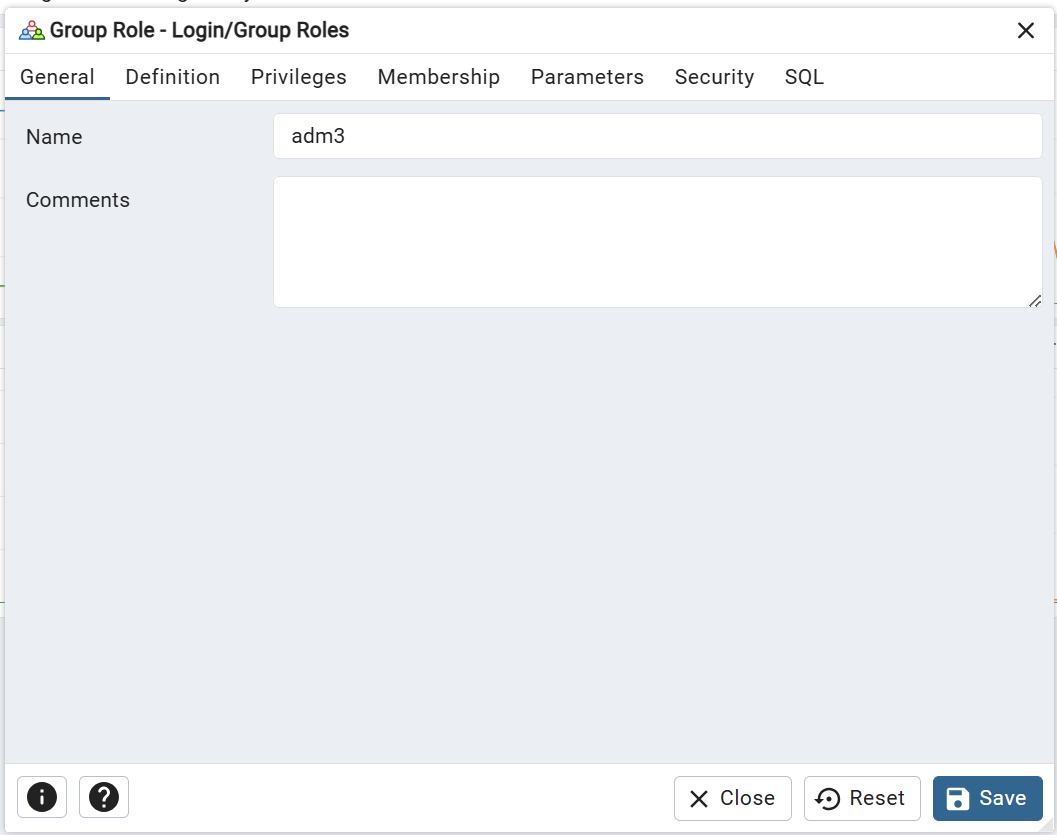 Group Role - Login/Group Roles
General Definition Privileges Membership Parameters Security SQL
Name adm3
Comments
Close Reset Save